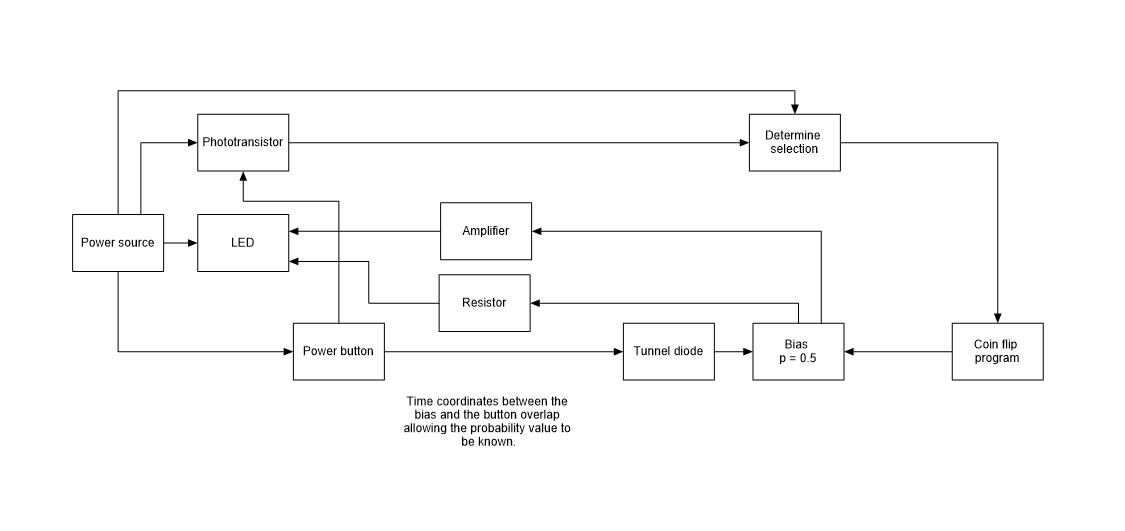 Phototransistor
Determine
selection
Power source
LED
Amplifier
Resistor
Power button
Tunnel diode
Bias
p = 0.5
Coin flip
program
Time coordinates between the
bias and the button overlap
allowing the probability value to
be known.